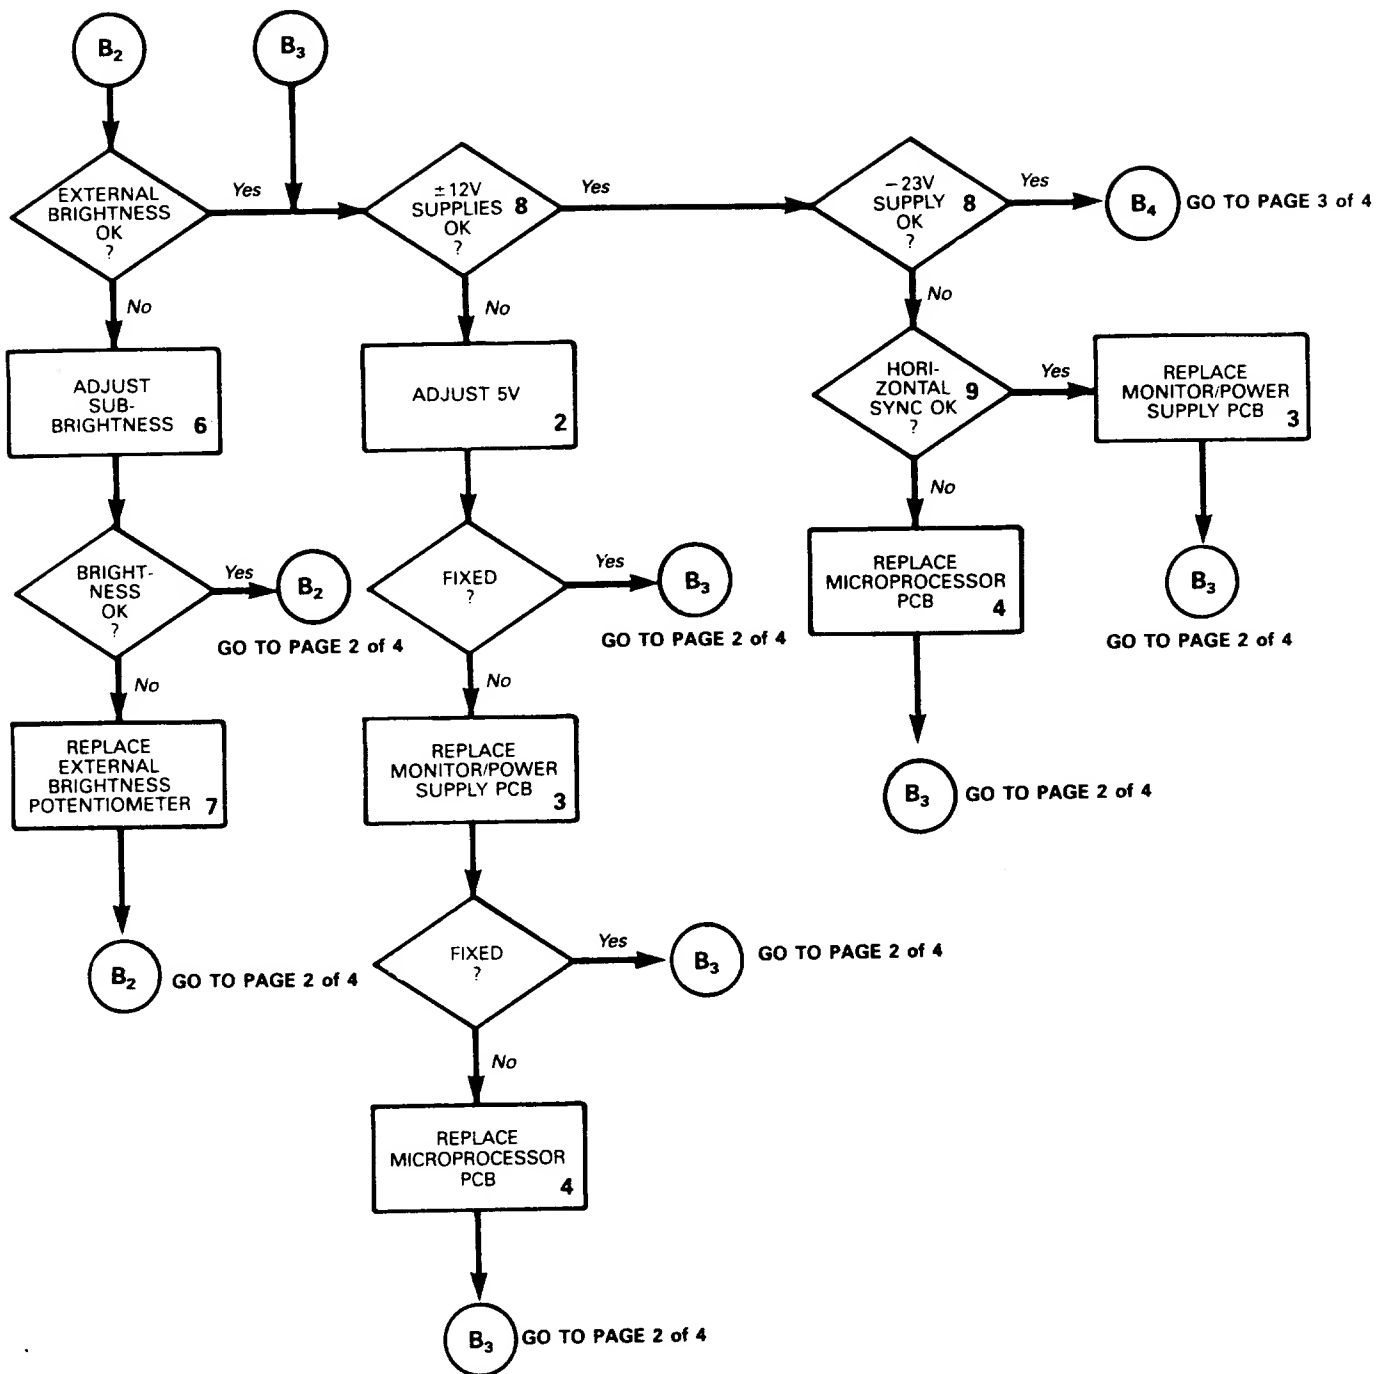 B₂
B₃
EXTERNAL
BRIGHTNESS
OK
?
Yes
±12V
SUPPLIES 8
OK
?
Yes
−23V
SUPPLY 8
OK
?
Yes
B₄ GO TO PAGE 3 of 4
No
No
No
ADJUST
SUB-
BRIGHTNESS 6
ADJUST 5V
2
HORI-
ZONTAL 9
SYNC OK
?
Yes
REPLACE
MONITOR/POWER
SUPPLY PCB 3
No
BRIGHT-
NESS
OK
?
Yes
B₂
GO TO PAGE 2 of 4
FIXED
?
Yes
B₃
GO TO PAGE 2 of 4
REPLACE
MICROPROCESSOR
PCB 4
B₃
GO TO PAGE 2 of 4
No
No
REPLACE
EXTERNAL
BRIGHTNESS
POTENTIOMETER 7
REPLACE
MONITOR/POWER
SUPPLY PCB 3
B₃ GO TO PAGE 2 of 4
B₂ GO TO PAGE 2 of 4
FIXED
?
Yes
B₃ GO TO PAGE 2 of 4
No
REPLACE
MICROPROCESSOR
PCB 4
B₃ GO TO PAGE 2 of 4